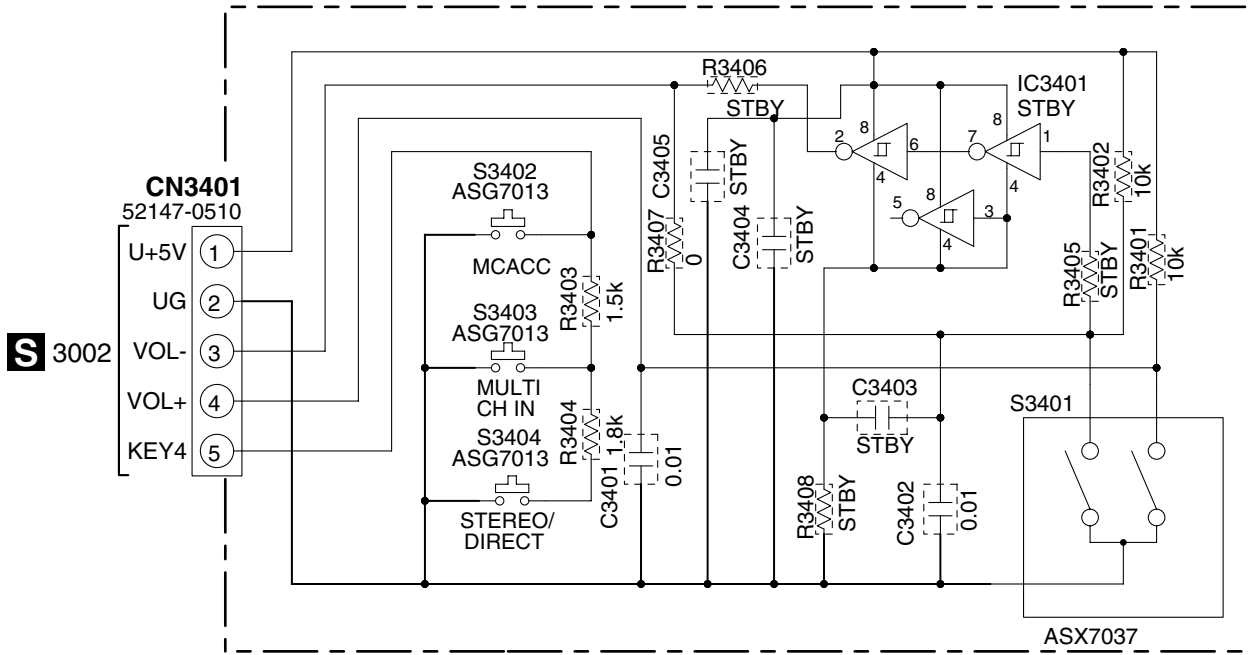 R3406
STBY
IC3401
STBY
8
2
6
4
8
7
1
4
8
5
3
4
R3402
10k
C3405
STBY
S3402
ASG7013
MCACC
CN3401
52147-0510
U+5V
1
UG
2
VOL-
3
VOL+
4
KEY4
5
S 3002
R3407
0
C3404
STBY
R3405
STBY
R3401
10k
R3403
1.5k
S3403
ASG7013
MULTI
CH IN
R3404
1.8k
S3404
ASG7013
STEREO/
DIRECT
C3401
0.01
C3403
STBY
R3408
STBY
C3402
0.01
S3401
ASX7037